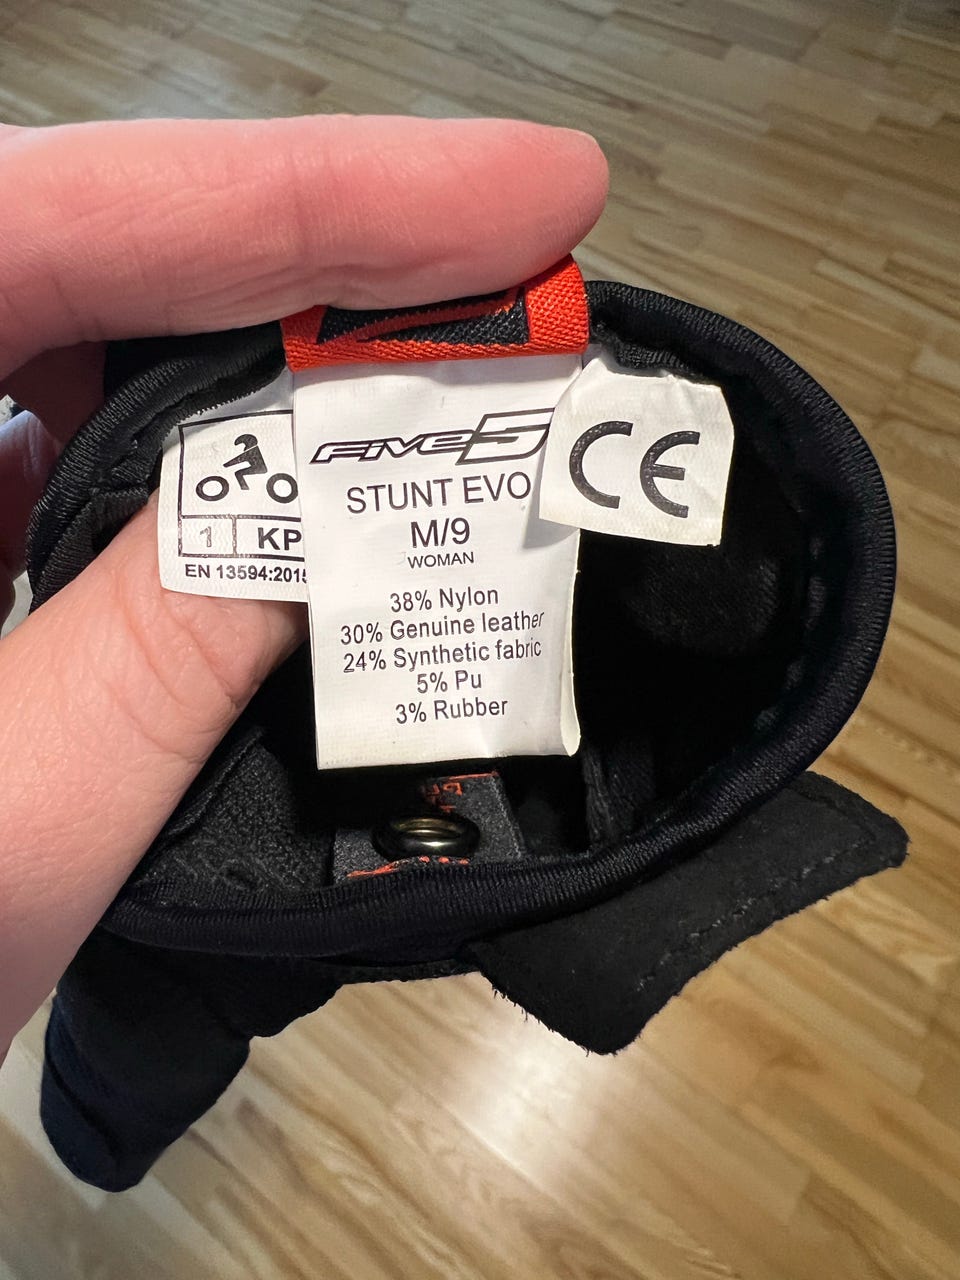 FIVE5
STUNT EVO
M/9
WOMAN
38% Nylon
30% Genuine leather
24% Synthetic fabric
5% Pu
3% Rubber
1 KP
EN 13594:2015
CE